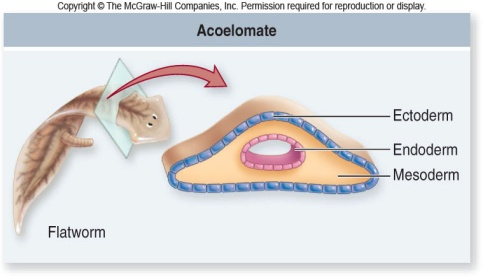 Copyright © The McGraw-Hill Companies, Inc. Permission required for reproduction or display.
Acoelomate
Ectoderm
Endoderm
Mesoderm
Flatworm